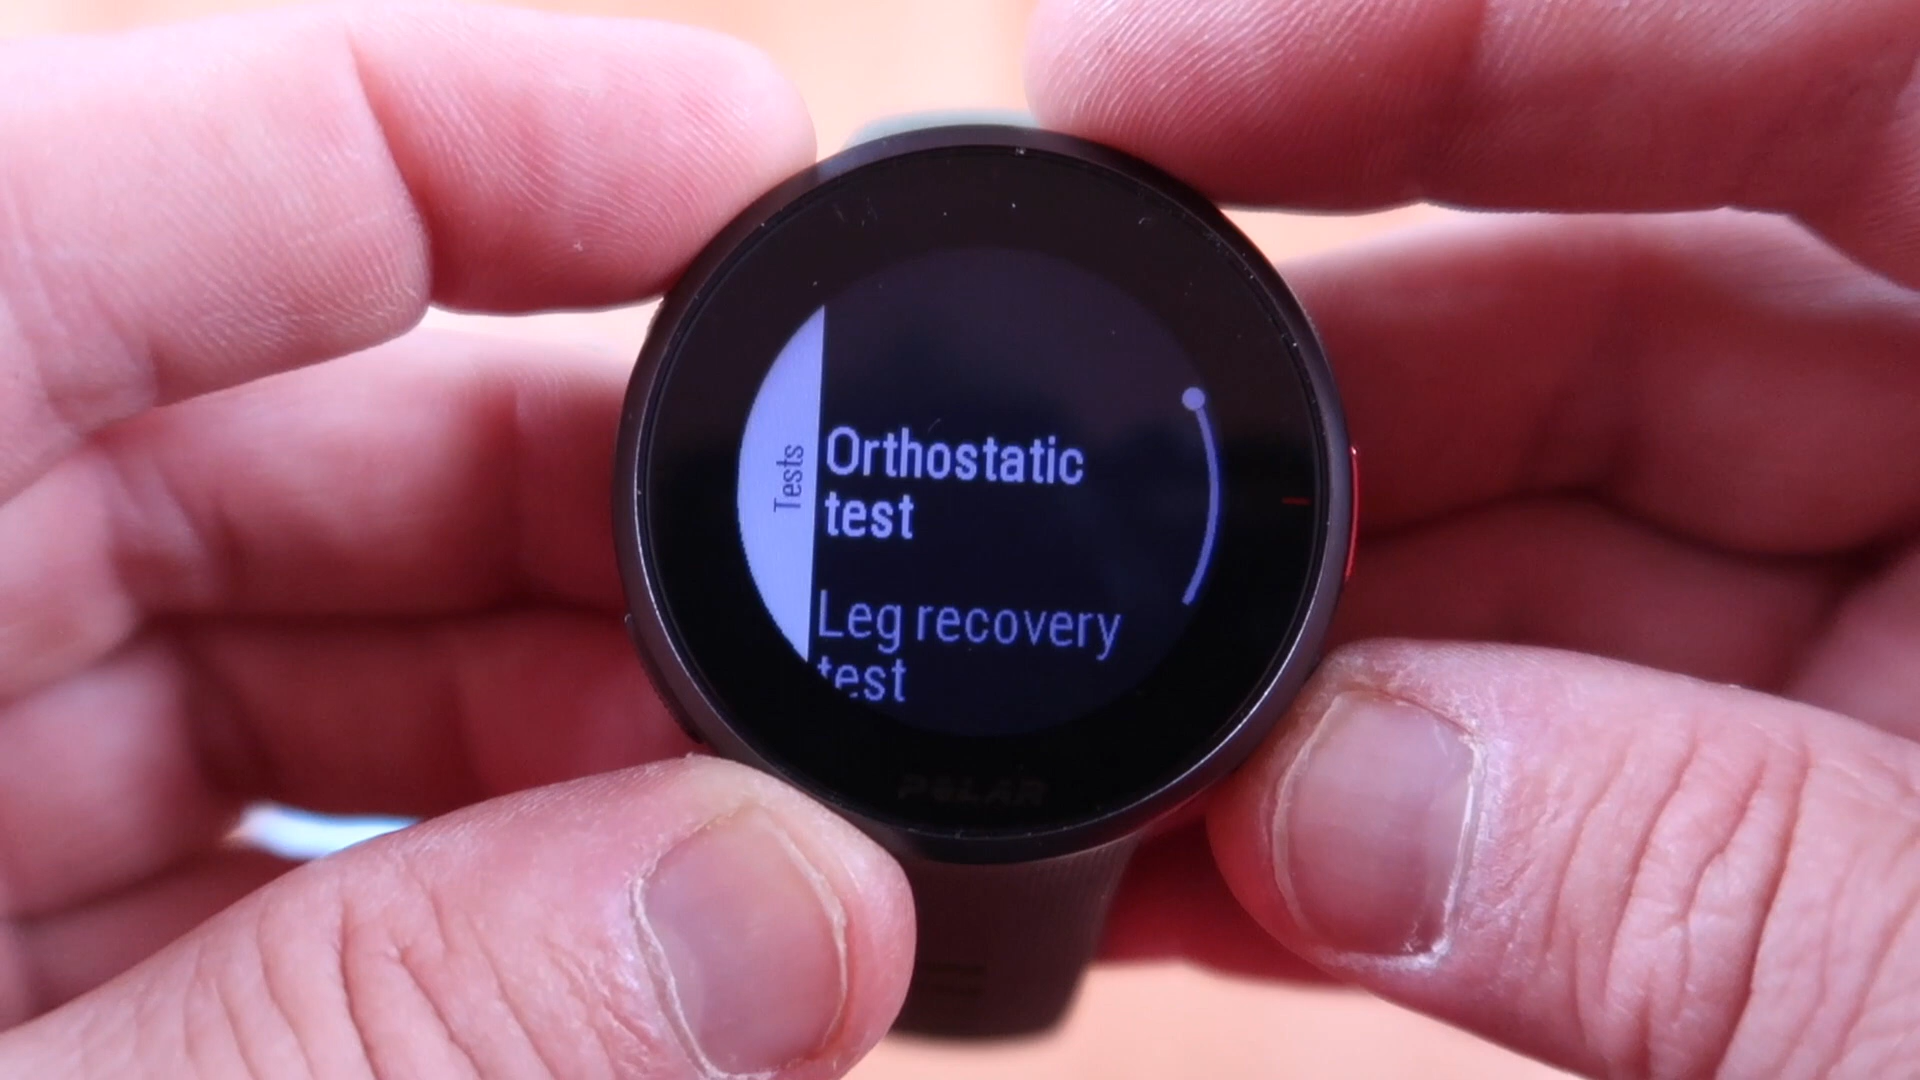 Tests
Orthostatic
test
Leg recovery
test
POLAR